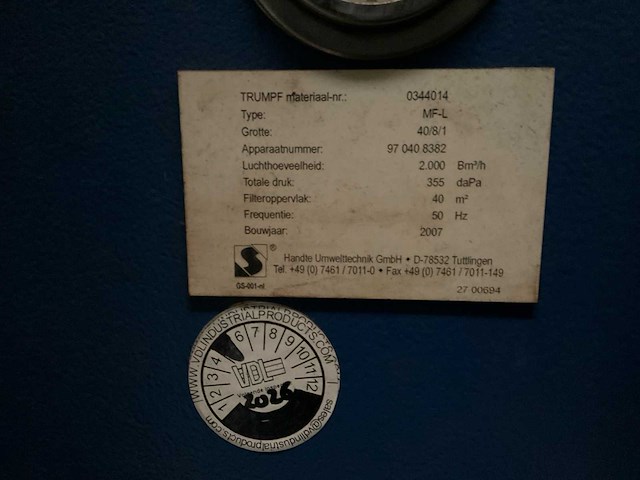 TRUMPF materiaal-nr.: 0344014
Type: MF-L
Grotte: 40/8/1
Apparaatnummer: 97 040 8382
Luchthoeveelheid: 2.000 Bm³/h
Totale druk: 355 daPa
Filteroppervlak: 40 m²
Frequentie: 50 Hz
Bouwjaar: 2007
S ®
Handte Umwelttechnik GmbH • D-78532 Tuttlingen
Tel. +49 (0) 7461 / 7011-0 • Fax +49 (0) 7461 / 7011-149
GS-001-nl 27 00694
WWW.VDLINDUSTRIALPRODUCTS.COM
1 2 3 4 6 7 8 9 10 11 12
VDL
2026
sales@vdlindustrialproducts.com